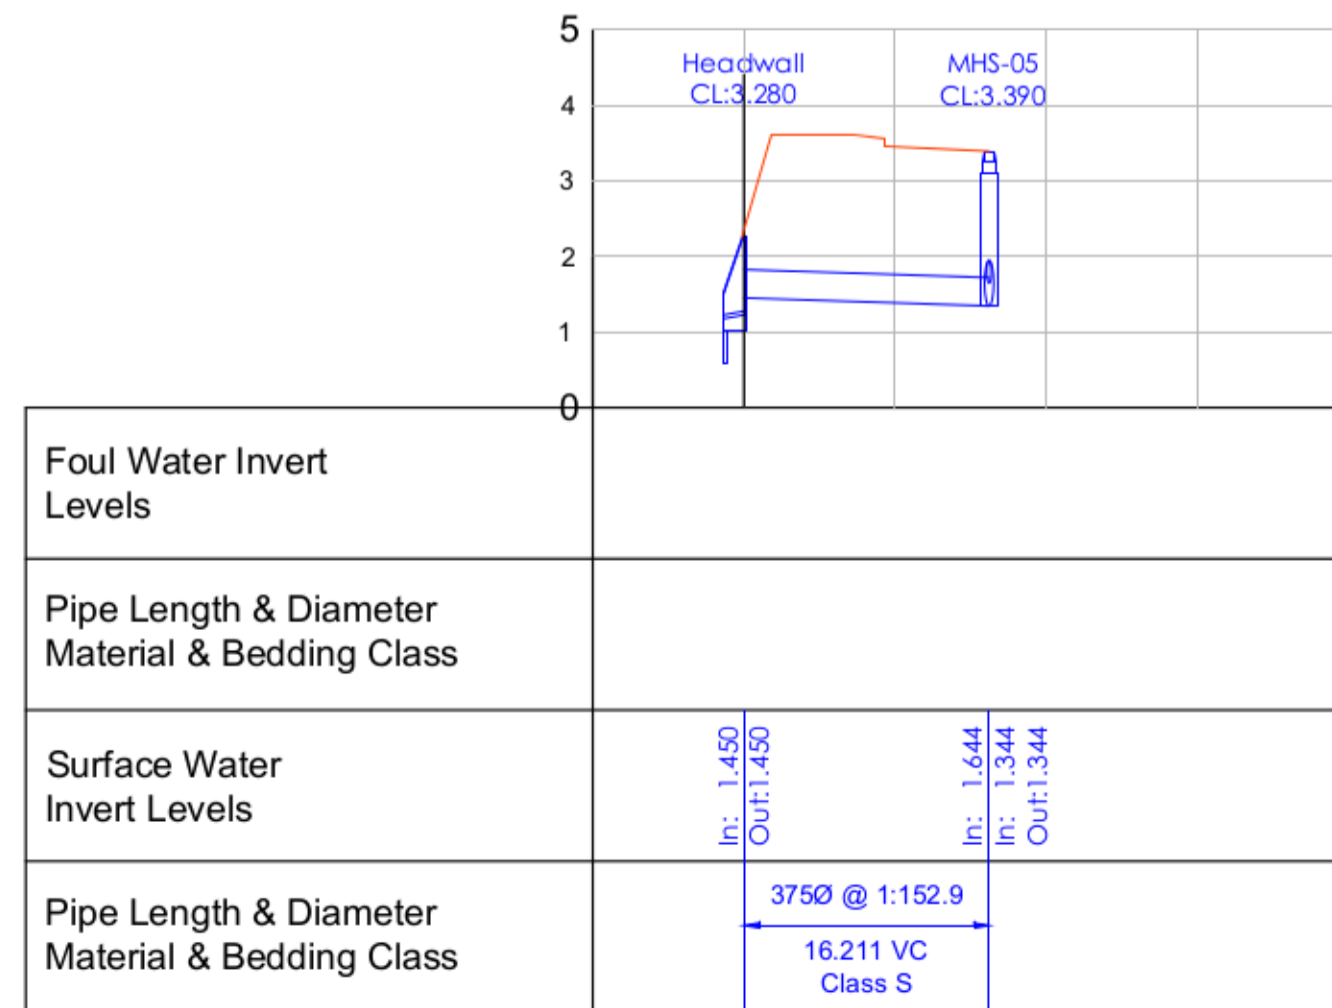 5
Headwall
CL:3.280
MHS-05
CL:3.390
4
3
2
1
0
Foul Water Invert
Levels
Pipe Length & Diameter
Material & Bedding Class
Surface Water
Invert Levels
In: 1.450
Out:1.450
In: 1.644
In: 1.344
Out:1.344
Pipe Length & Diameter
Material & Bedding Class
375Ø @ 1:152.9
16.211 VC
Class S